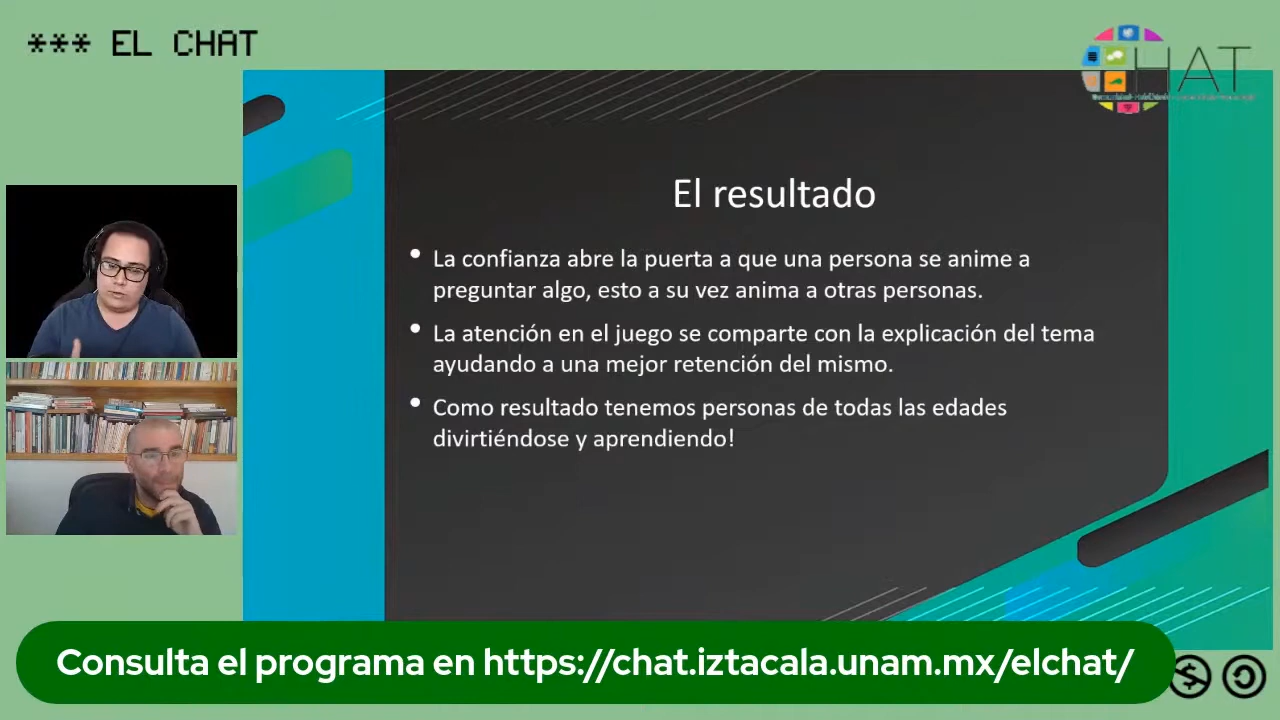 *** EL CHAT
HAT
El resultado
• La confianza abre la puerta a que una persona se anime a
preguntar algo, esto a su vez anima a otras personas.
• La atención en el juego se comparte con la explicación del tema
ayudando a una mejor retención del mismo.
• Como resultado tenemos personas de todas las edades
divirtiéndose y aprendiendo!
Consulta el programa en https://chat.iztacala.unam.mx/elchat/